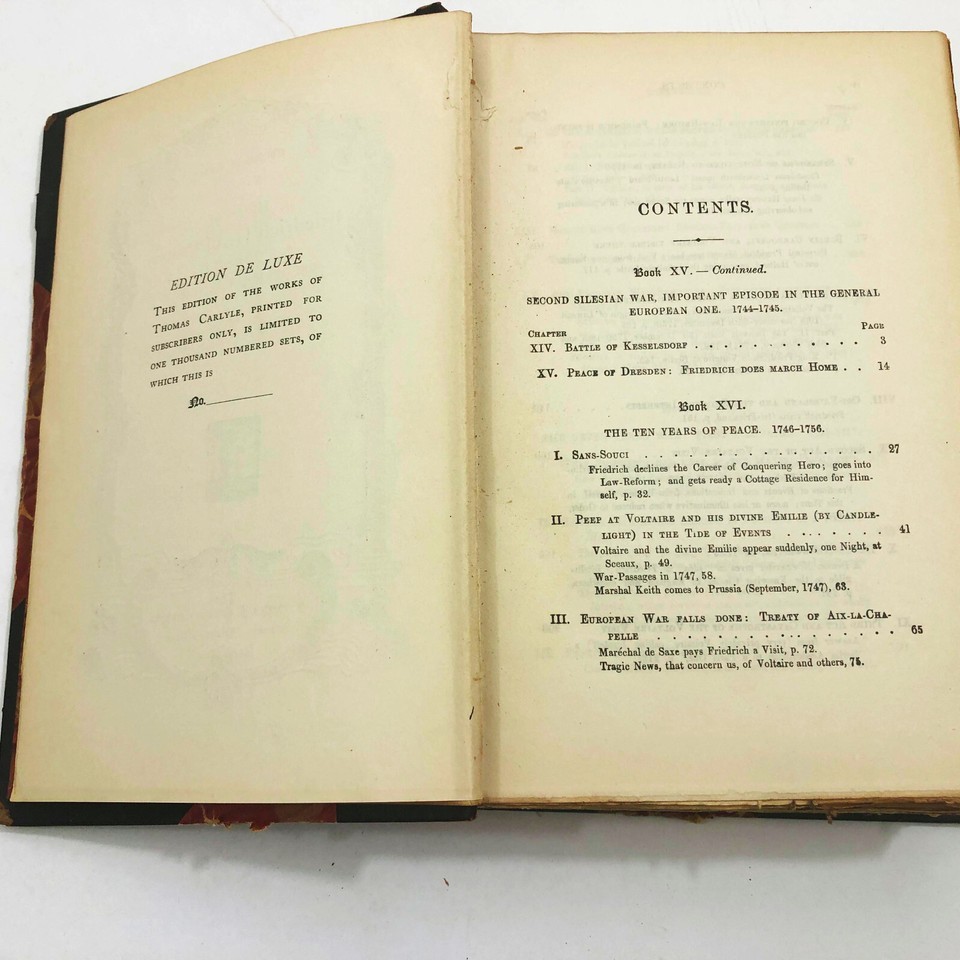 EDITION DE LUXE
THIS EDITION OF THE WORKS OF
THOMAS CARLYLE, PRINTED FOR
SUBSCRIBERS ONLY, IS LIMITED TO
ONE THOUSAND NUMBERED SETS, OF
WHICH THIS IS
No.
CONTENTS.
Book XV. — Continued.
SECOND SILESIAN WAR, IMPORTANT EPISODE IN THE GENERAL
EUROPEAN ONE. 1744–1745.
CHAPTER PAGE
XIV. BATTLE OF KESSELSDORF . . . . . . . . . . . . 3
XV. PEACE OF DRESDEN: FRIEDRICH DOES MARCH HOME . . 14
Book XVI.
THE TEN YEARS OF PEACE. 1746–1756.
I. SANS-SOUCI . . . . . . . . . . . . . . . . 27
Friedrich declines the Career of Conquering Hero; goes into
Law-Reform; and gets ready a Cottage Residence for Him-
self, p. 32.
II. PEEP AT VOLTAIRE AND HIS DIVINE EMILIE (BY CANDLE-
LIGHT) IN THE TIDE OF EVENTS . . . . . . . 41
Voltaire and the divine Emilie appear suddenly, one Night, at
Sceaux, p. 49.
War-Passages in 1747, 58.
Marshal Keith comes to Prussia (September, 1747), 63.
III. EUROPEAN WAR FALLS DONE: TREATY OF AIX-LA-CHA-
PELLE . . . . . . . . . . . . . . . . 65
Maréchal de Saxe pays Friedrich a Visit, p. 72.
Tragic News, that concern us, of Voltaire and others, 75.